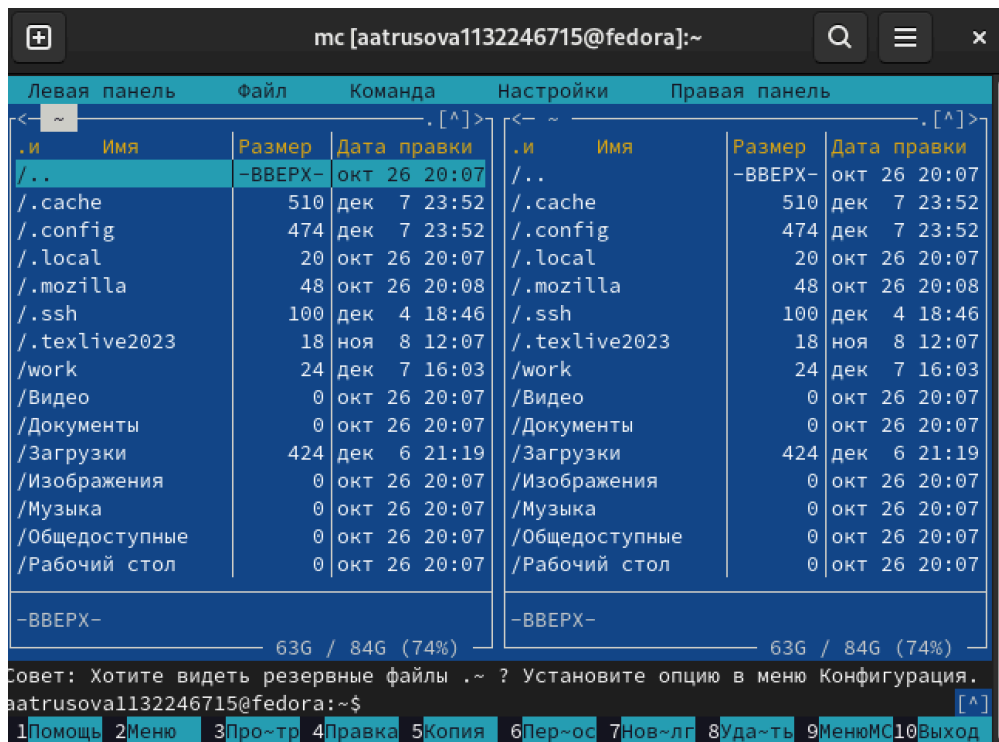 mc [aatrusova1132246715@fedora]:~
Левая панель Файл Команда Настройки Правая панель
<— ~ .[^]> <— ~ .[^]>
.и Имя Размер Дата правки .и Имя Размер Дата правки
/.. -ВВЕРХ- окт 26 20:07 /.. -ВВЕРХ- окт 26 20:07
/.cache 510 дек 7 23:52 /.cache 510 дек 7 23:52
/.config 474 дек 7 23:52 /.config 474 дек 7 23:52
/.local 20 окт 26 20:07 /.local 20 окт 26 20:07
/.mozilla 48 окт 26 20:08 /.mozilla 48 окт 26 20:08
/.ssh 100 дек 4 18:46 /.ssh 100 дек 4 18:46
/.texlive2023 18 ноя 8 12:07 /.texlive2023 18 ноя 8 12:07
/work 24 дек 7 16:03 /work 24 дек 7 16:03
/Видео 0 окт 26 20:07 /Видео 0 окт 26 20:07
/Документы 0 окт 26 20:07 /Документы 0 окт 26 20:07
/Загрузки 424 дек 6 21:19 /Загрузки 424 дек 6 21:19
/Изображения 0 окт 26 20:07 /Изображения 0 окт 26 20:07
/Музыка 0 окт 26 20:07 /Музыка 0 окт 26 20:07
/Общедоступные 0 окт 26 20:07 /Общедоступные 0 окт 26 20:07
/Рабочий стол 0 окт 26 20:07 /Рабочий стол 0 окт 26 20:07
-ВВЕРХ- -ВВЕРХ-
63G / 84G (74%) 63G / 84G (74%)
Совет: Хотите видеть резервные файлы .~ ? Установите опцию в меню Конфигурация.
aatrusova1132246715@fedora:~$ [^]
1Помощь 2Меню 3Про~тр 4Правка 5Копия 6Пер~ос 7Нов~лг 8Уда~ть 9МенюМС10Выход